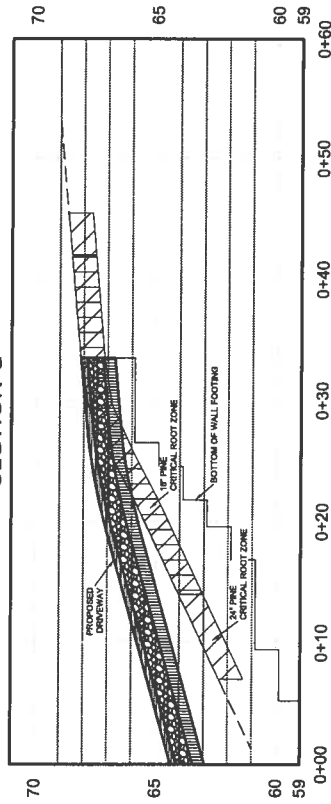 SECTION
70
65
60
59
PROPOSED
DRIVEWAY
18" PINE
CRITICAL ROOT ZONE
BOTTOM OF WALL FOOTING
24" PINE
CRITICAL ROOT ZONE
70
65
60
59
0+00
0+10
0+20
0+30
0+40
0+50
0+60